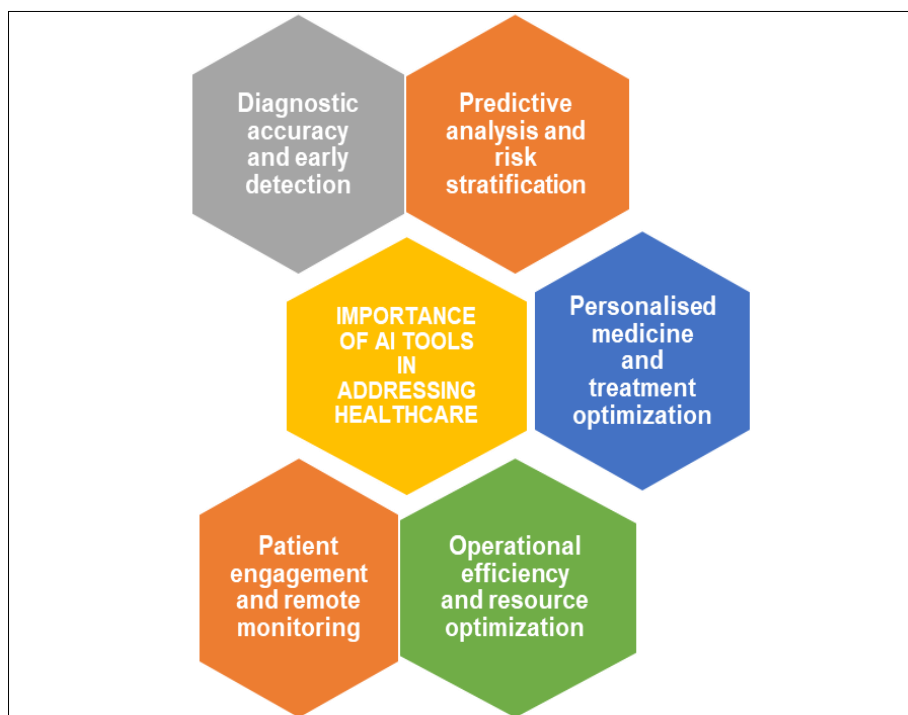 Diagnostic
accuracy
and early
detection
Predictive
analysis and
risk
stratification
IMPORTANCE
OF AI TOOLS
IN
ADDRESSING
HEALTHCARE
Personalised
medicine
and
treatment
optimization
Patient
engagement
and remote
monitoring
Operational
efficiency
and resource
optimization